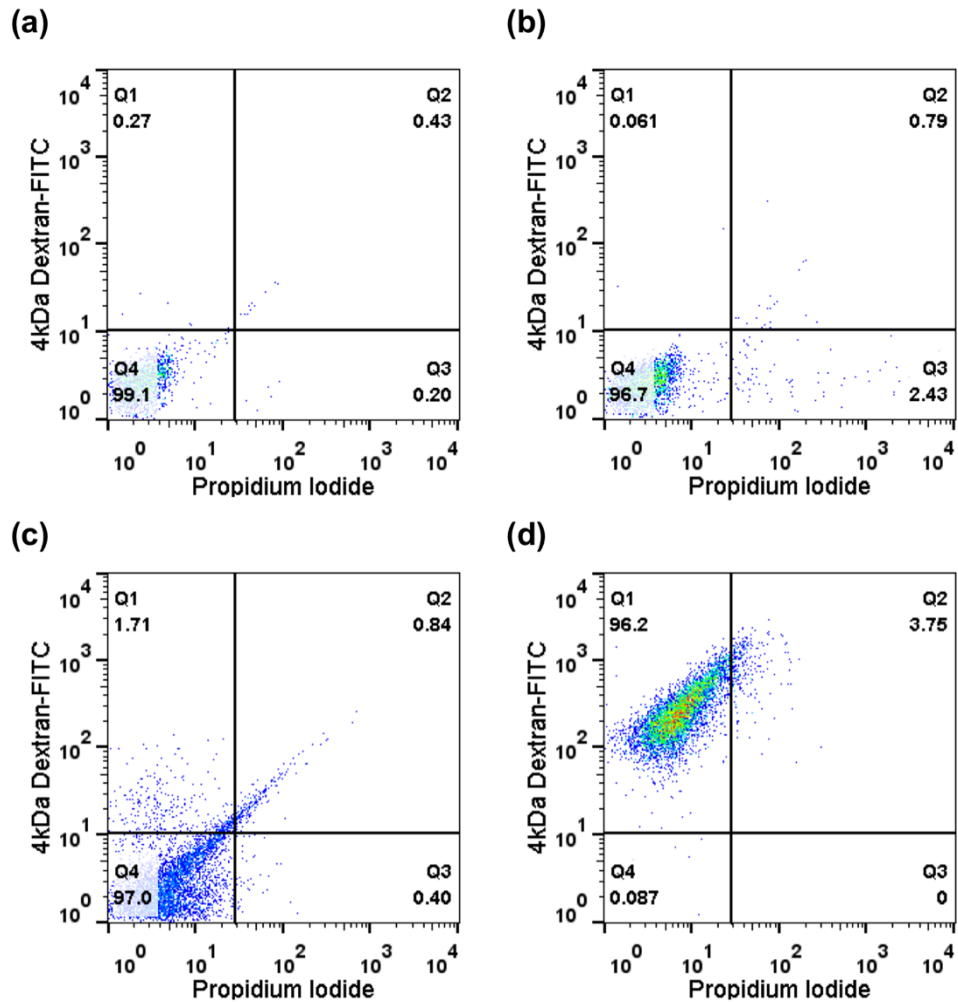 (a)
(b)
Q1
0.27
Q2
0.43
Q4
99.1
Q3
0.20
10^4
10^3
10^2
10^1
10^0
4kDa Dextran-FITC
10^0 10^1 10^2 10^3 10^4
Propidium Iodide
Q1
0.061
Q2
0.79
Q4
96.7
Q3
2.43
10^4
10^3
10^2
10^1
10^0
4kDa Dextran-FITC
10^0 10^1 10^2 10^3 10^4
Propidium Iodide
(c)
(d)
Q1
1.71
Q2
0.84
Q4
97.0
Q3
0.40
10^4
10^3
10^2
10^1
10^0
4kDa Dextran-FITC
10^0 10^1 10^2 10^3 10^4
Propidium Iodide
Q1
96.2
Q2
3.75
Q4
0.087
Q3
0
10^4
10^3
10^2
10^1
10^0
4kDa Dextran-FITC
10^0 10^1 10^2 10^3 10^4
Propidium Iodide